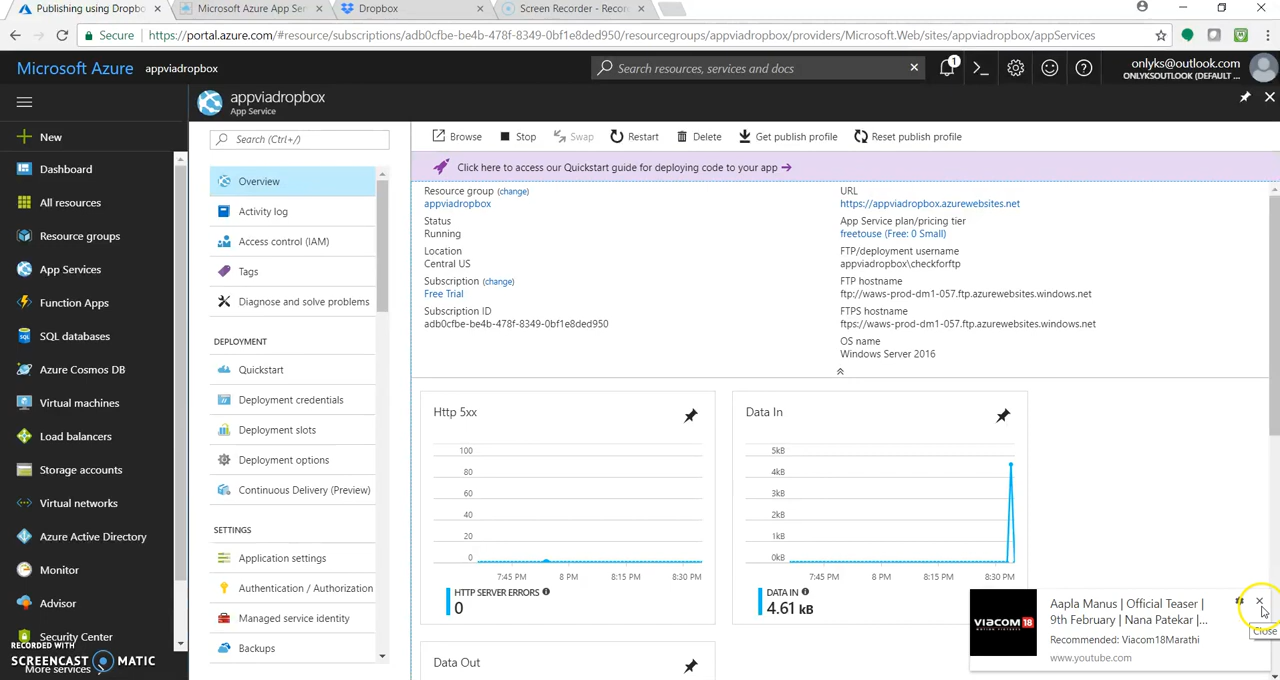 Publishing using Dropbo
Microsoft Azure App Ser
Dropbox
Screen Recorder - Recor
Secure
https://portal.azure.com/#resource/subscriptions/adb0cfbe-be4b-478f-8349-0bf1e8ded950/resourcegroups/appviadropbox/providers/Microsoft.Web/sites/appviadropbox/appServices
Microsoft Azure
appviadropbox
Search resources, services and docs
1
onlyks@outlook.com
ONLYKSOUTLOOK (DEFAULT ...
New
Dashboard
All resources
Resource groups
App Services
Function Apps
SQL databases
Azure Cosmos DB
Virtual machines
Load balancers
Storage accounts
Virtual networks
Azure Active Directory
Monitor
Advisor
Security Center
More services
RECORDED WITH
SCREENCAST MATIC
appviadropbox
App Service
Search (Ctrl+/)
Overview
Activity log
Access control (IAM)
Tags
Diagnose and solve problems
DEPLOYMENT
Quickstart
Deployment credentials
Deployment slots
Deployment options
Continuous Delivery (Preview)
SETTINGS
Application settings
Authentication / Authorization
Managed service identity
Backups
Browse
Stop
Swap
Restart
Delete
Get publish profile
Reset publish profile
Click here to access our Quickstart guide for deploying code to your app
Resource group (change)
appviadropbox
Status
Running
Location
Central US
Subscription (change)
Free Trial
Subscription ID
adb0cfbe-be4b-478f-8349-0bf1e8ded950
URL
https://appviadropbox.azurewebsites.net
App Service plan/pricing tier
freetouse (Free: 0 Small)
FTP/deployment username
appviadropbox\checkforftp
FTP hostname
ftp://waws-prod-dm1-057.ftp.azurewebsites.windows.net
FTPS hostname
ftps://waws-prod-dm1-057.ftp.azurewebsites.windows.net
OS name
Windows Server 2016
Http 5xx
100
80
60
40
20
0
7:45 PM 8 PM 8:15 PM 8:30 PM
HTTP SERVER ERRORS
0
Data In
5kB
4kB
3kB
2kB
1kB
0kB
7:45 PM 8 PM 8:15 PM 8:30 PM
DATA IN
4.61 kB
Data Out
VIACOM 18
Aapla Manus | Official Teaser |
9th February | Nana Patekar |...
Recommended: Viacom18Marathi
www.youtube.com
Close